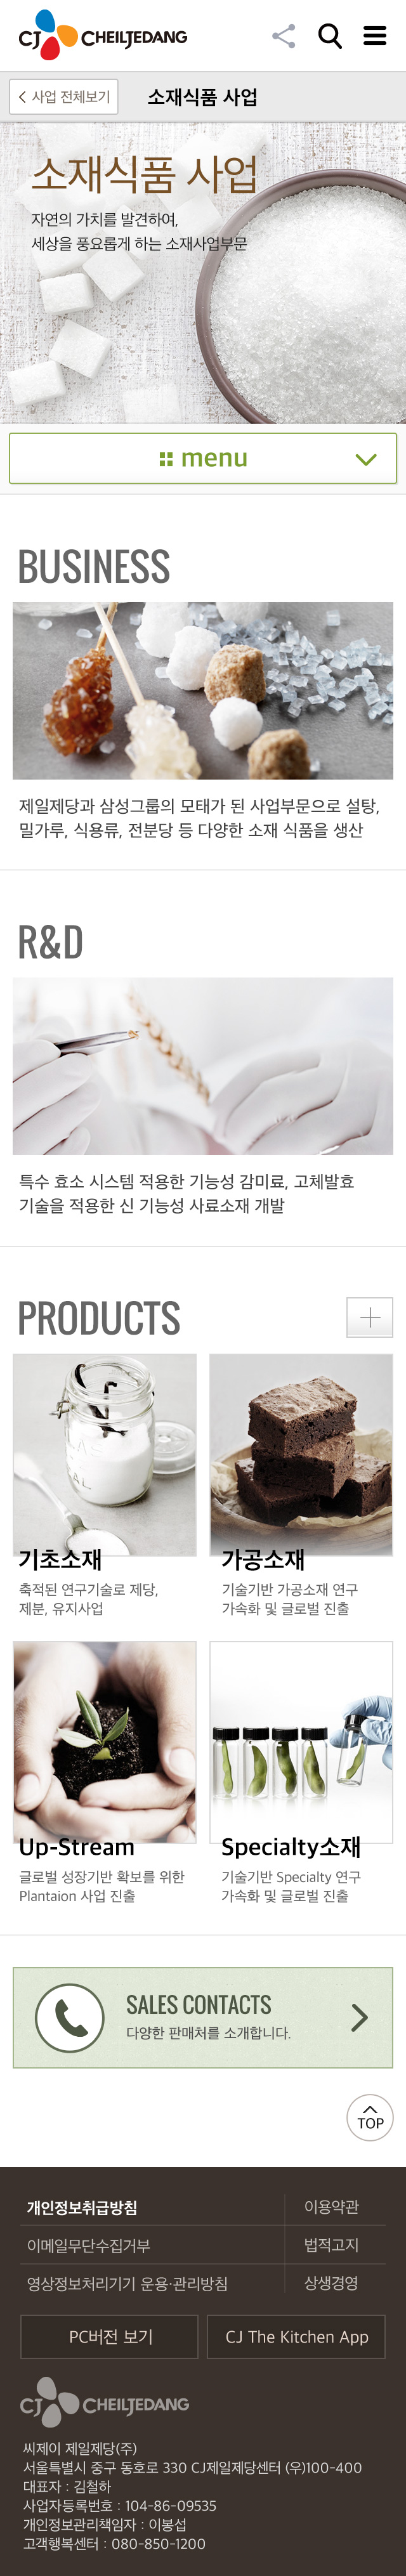 CJ CHEILJEDANG
< 사업 전체보기
소재식품 사업
소재식품 사업
자연의 가치를 발견하여,
세상을 풍요롭게 하는 소재사업부문
menu
BUSINESS
제일제당과 삼성그룹의 모태가 된 사업부문으로 설탕,
밀가루, 식용류, 전분당 등 다양한 소재 식품을 생산
R&D
특수 효소 시스템 적용한 기능성 감미료, 고체발효
기술을 적용한 신 기능성 사료소재 개발
PRODUCTS
기초소재
축적된 연구기술로 제당,
제분, 유지사업
가공소재
기술기반 가공소재 연구
가속화 및 글로벌 진출
Up-Stream
글로벌 성장기반 확보를 위한
Plantaion 사업 진출
Specialty소재
기술기반 Specialty 연구
가속화 및 글로벌 진출
SALES CONTACTS
다양한 판매처를 소개합니다.
TOP
개인정보취급방침
이용약관
이메일무단수집거부
법적고지
영상정보처리기기 운용·관리방침
상생경영
PC버전 보기
CJ The Kitchen App
CJ CHEILJEDANG
씨제이 제일제당(주)
서울특별시 중구 동호로 330 CJ제일제당센터 (우)100-400
대표자 : 김철하
사업자등록번호 : 104-86-09535
개인정보관리책임자 : 이봉섭
고객행복센터 : 080-850-1200